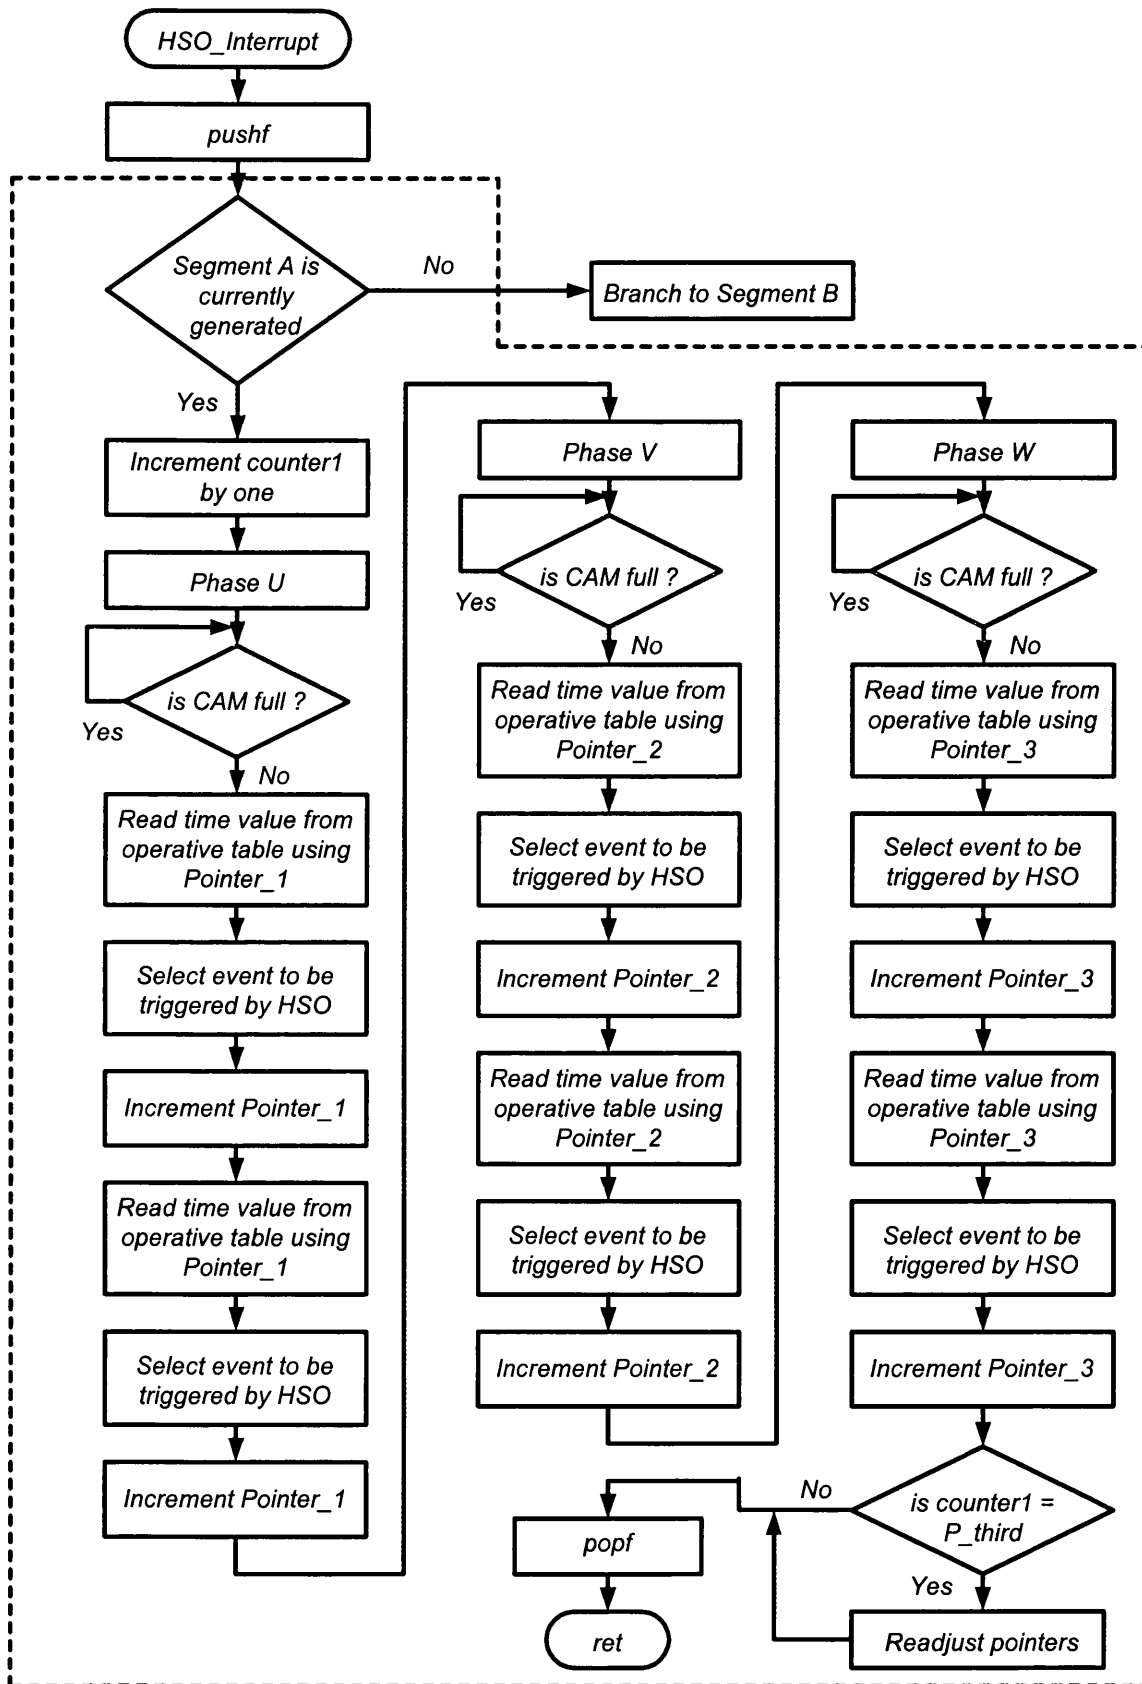 HSO_Interrupt
pushf
Segment A is
currently
generated
No
Branch to Segment B
Yes
Increment counter1
by one
Phase U
is CAM full ?
Yes
No
Read time value from
operative table using
Pointer_1
Select event to be
triggered by HSO
Increment Pointer_1
Read time value from
operative table using
Pointer_1
Select event to be
triggered by HSO
Increment Pointer_1
Phase V
is CAM full ?
Yes
No
Read time value from
operative table using
Pointer_2
Select event to be
triggered by HSO
Increment Pointer_2
Read time value from
operative table using
Pointer_2
Select event to be
triggered by HSO
Increment Pointer_2
Phase W
is CAM full ?
Yes
No
Read time value from
operative table using
Pointer_3
Select event to be
triggered by HSO
Increment Pointer_3
Read time value from
operative table using
Pointer_3
Select event to be
triggered by HSO
Increment Pointer_3
is counter1 =
P_third
No
Yes
Readjust pointers
popf
ret